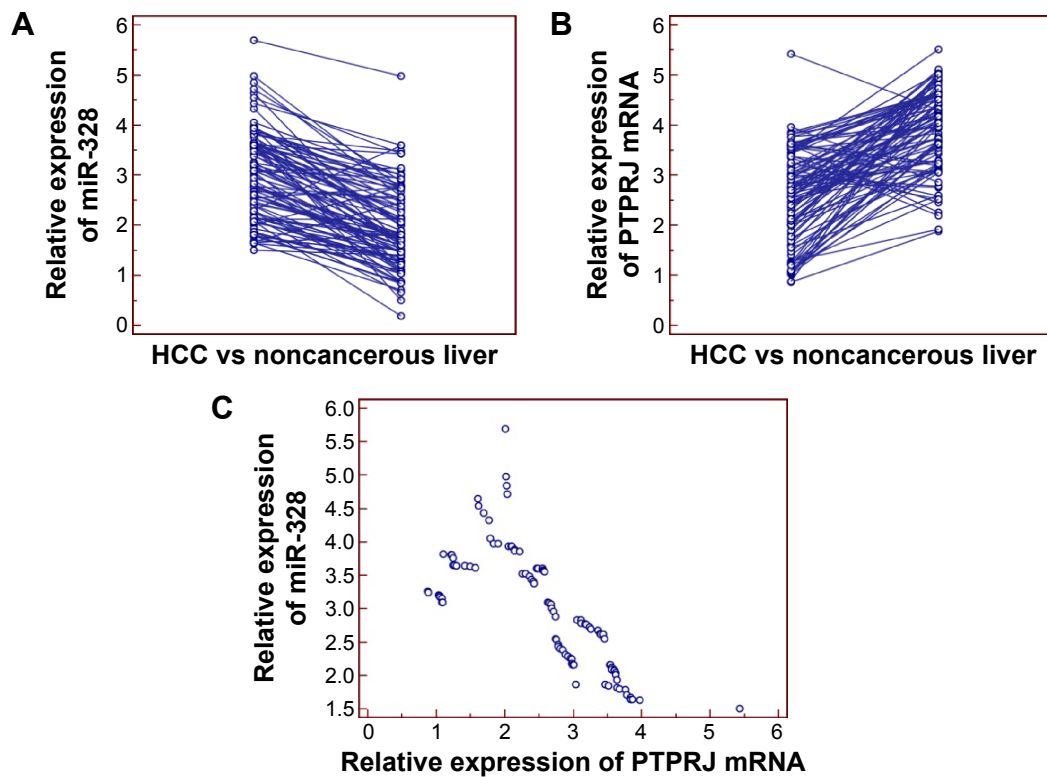 A
Relative expression
of miR-328
6
5
4
3
2
1
0
HCC vs noncancerous liver
B
Relative expression
of PTPRJ mRNA
6
5
4
3
2
1
0
HCC vs noncancerous liver
C
Relative expression
of miR-328
6.0
5.5
5.0
4.5
4.0
3.5
3.0
2.5
2.0
1.5
0 1 2 3 4 5 6
Relative expression of PTPRJ mRNA